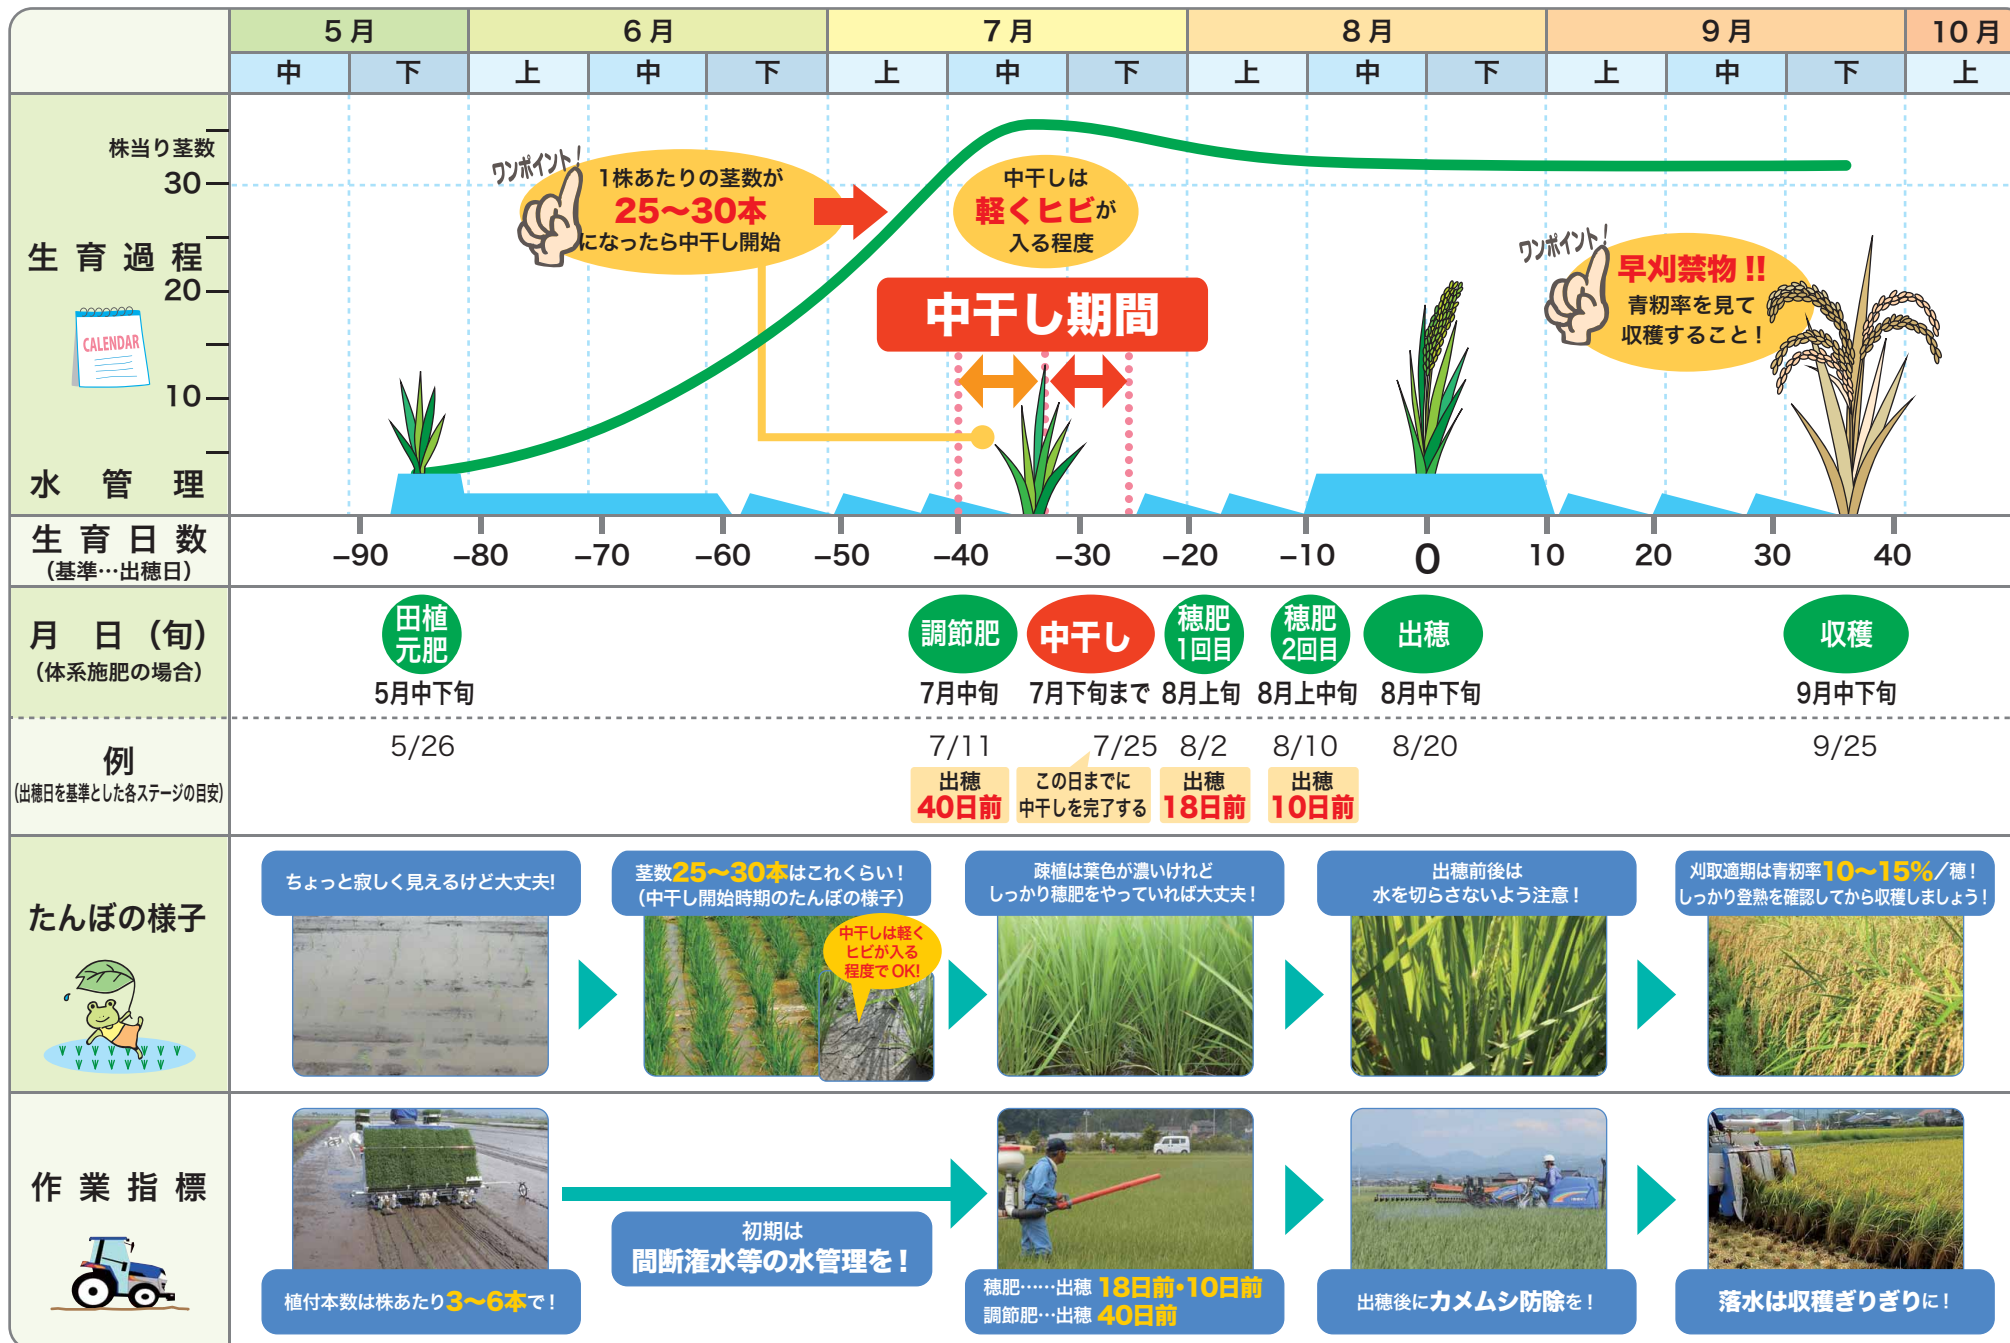 5月
6月
7月
8月
9月
10月
中
下
上
中
下
上
中
下
上
中
下
上
中
下
上
株当り茎数
30
20
10
生育過程
CALENDAR
水管理
ワンポイント！
1株あたりの茎数が
25〜30本
になったら中干し開始
中干しは
軽くヒビが
入る程度
中干し期間
ワンポイント！
早刈禁物!!
青籾率を見て
収穫すること！
生育日数
（基準…出穂日）
−90
−80
−70
−60
−50
−40
−30
−20
−10
0
10
20
30
40
月日（旬）
（体系施肥の場合）
田植
元肥
5月中下旬
調節肥
7月中旬
中干し
7月下旬まで
穂肥
1回目
8月上旬
穂肥
2回目
8月上中旬
出穂
8月中下旬
収穫
9月中下旬
例
（出穂日を基準とした各ステージの目安）
5/26
7/11
7/25
8/2
8/10
8/20
9/25
出穂
40日前
この日までに
中干しを完了する
出穂
18日前
出穂
10日前
たんぼの様子
ちょっと寂しく見えるけど大丈夫!
茎数25〜30本はこれくらい！
（中干し開始時期のたんぼの様子）
中干しは軽く
ヒビが入る
程度でOK!
疎植は葉色が濃いけれど
しっかり穂肥をやっていれば大丈夫！
出穂前後は
水を切らさないよう注意！
刈取適期は青籾率10〜15%／穂！
しっかり登熟を確認してから収穫しましょう！
作業指標
植付本数は株あたり3〜6本で！
初期は
間断潅水等の水管理を！
穂肥……出穂 18日前・10日前
調節肥…出穂 40日前
出穂後にカメムシ防除を！
落水は収穫ぎりぎりに！